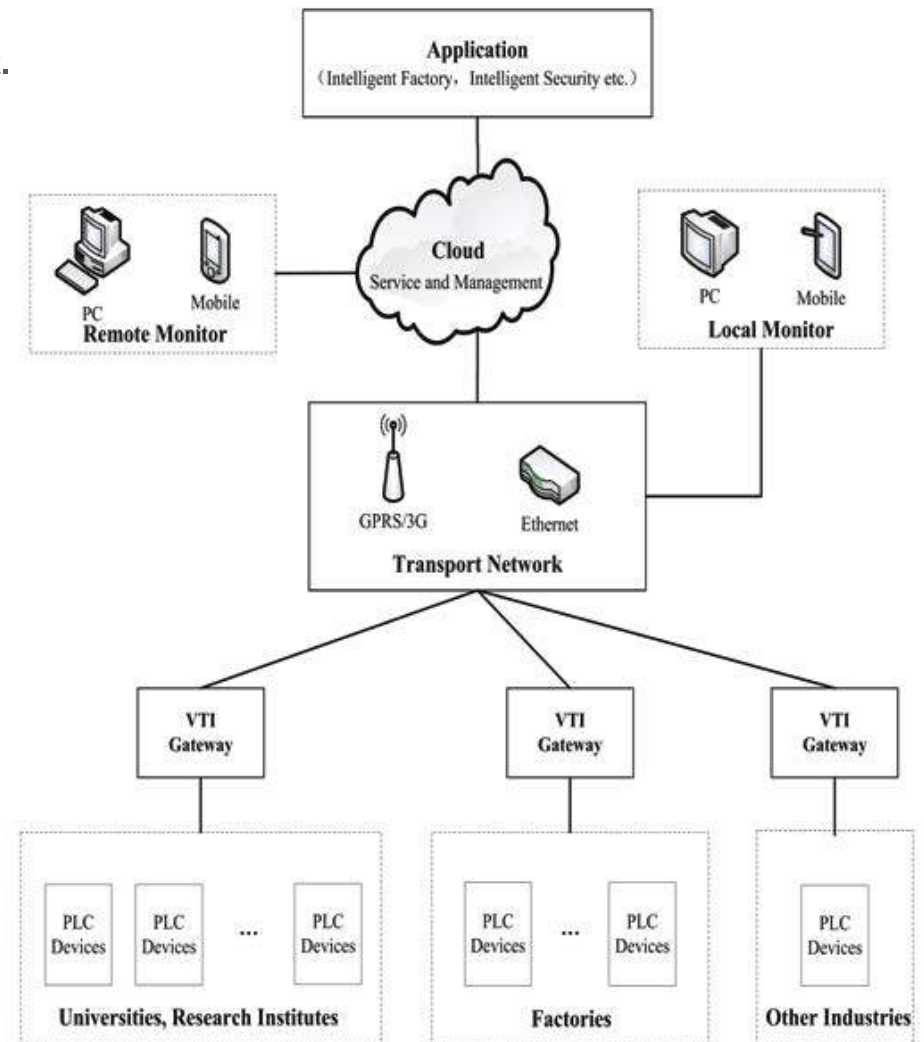 .
Application
（Intelligent Factory，Intelligent Security etc.）
Cloud
Service and Management
PC
Mobile
Remote Monitor
PC
Mobile
Local Monitor
GPRS/3G
Ethernet
Transport Network
VTI
Gateway
VTI
Gateway
VTI
Gateway
PLC
Devices
PLC
Devices
...
PLC
Devices
Universities, Research Institutes
PLC
Devices
...
PLC
Devices
Factories
PLC
Devices
Other Industries